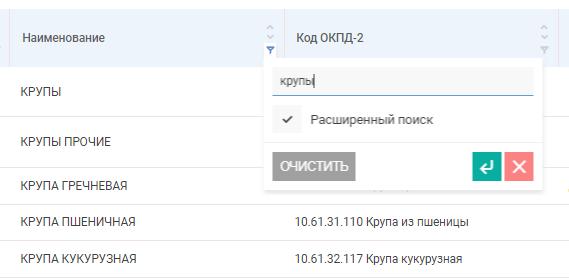 Наименование
Код ОКПД-2
крупы
КРУПЫ
Расширенный поиск
КРУПЫ ПРОЧИЕ
ОЧИСТИТЬ
КРУПА ГРЕЧНЕВАЯ
КРУПА ПШЕНИЧНАЯ
10.61.31.110 Крупа из пшеницы
КРУПА КУКУРУЗНАЯ
10.61.32.117 Крупа кукурузная